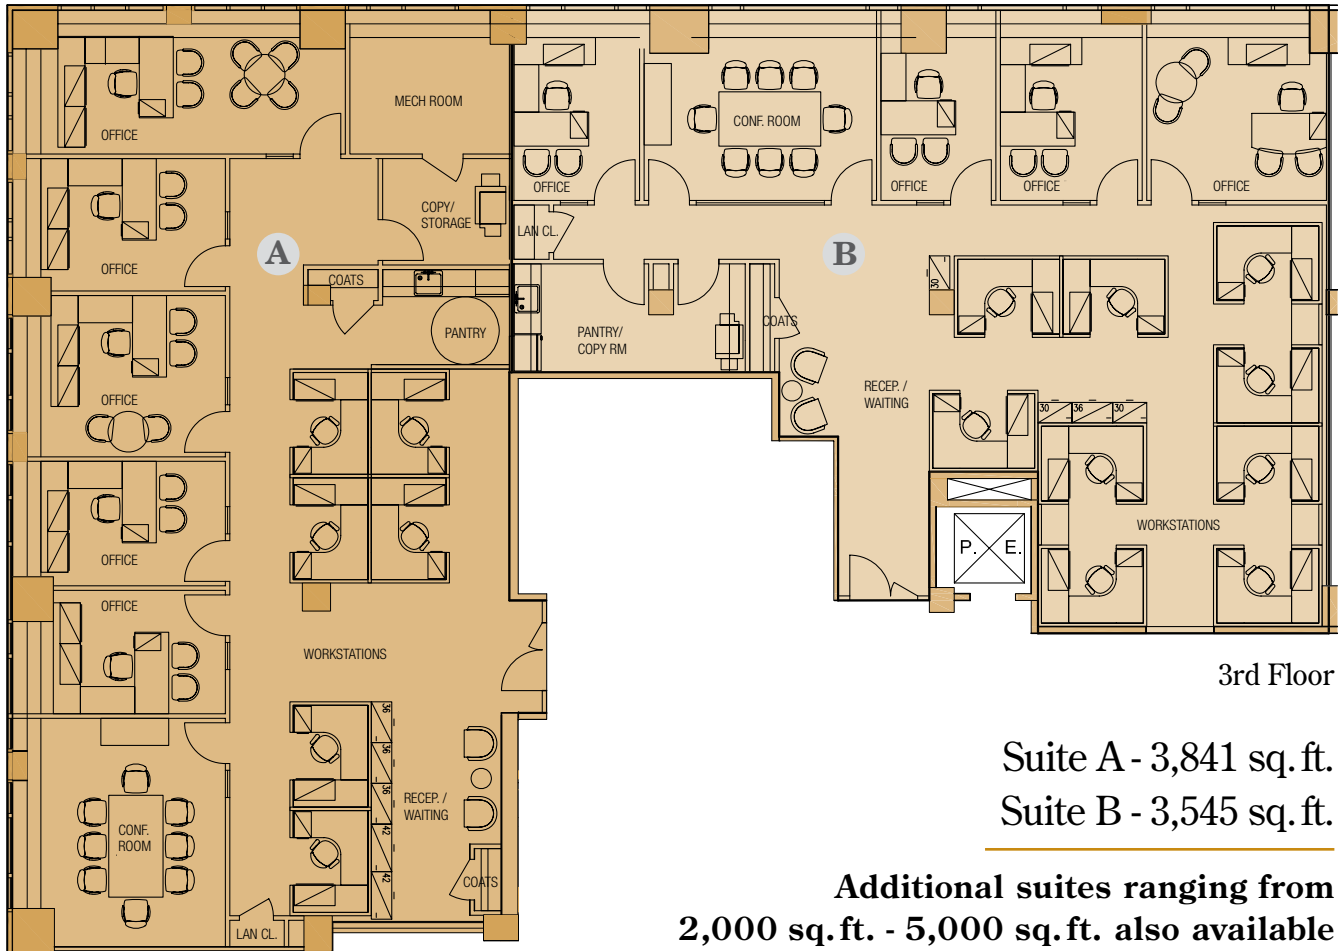 MECH ROOM
OFFICE
CONF. ROOM
OFFICE
OFFICE
OFFICE
OFFICE
COPY/
STORAGE
LAN CL.
A
B
OFFICE
COATS
30
PANTRY
PANTRY/
COPY RM
COATS
RECEP. /
WAITING
OFFICE
30
36
30
WORKSTATIONS
P. E.
OFFICE
OFFICE
WORKSTATIONS
3rd Floor
36
36
36
42
42
Suite A - 3,841 sq. ft.
Suite B - 3,545 sq. ft.
RECEP. /
WAITING
CONF.
ROOM
COATS
LAN CL.
Additional suites ranging from
2,000 sq. ft. - 5,000 sq. ft. also available